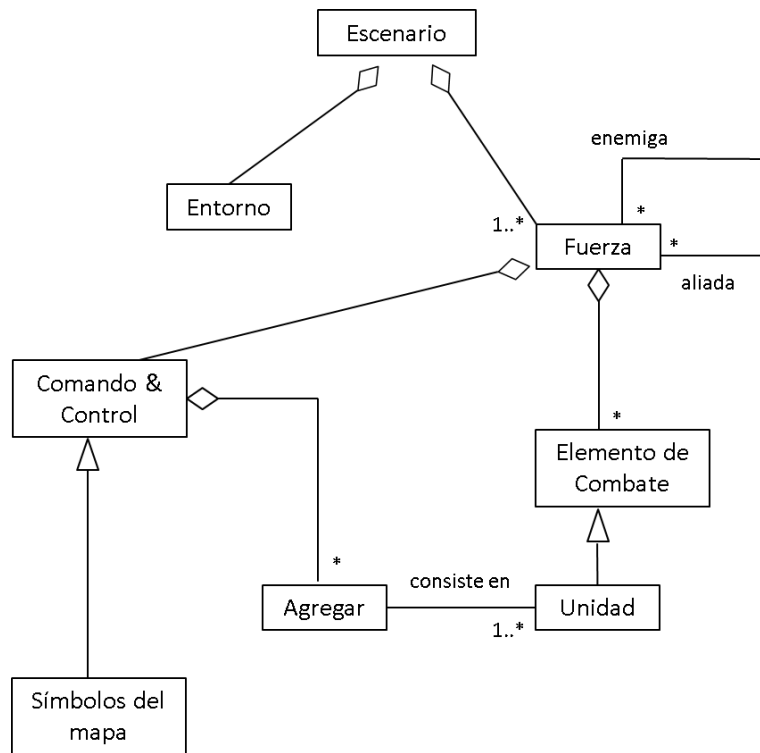 Escenario
Entorno
enemiga
*
1..*
Fuerza
*
aliada
Comando &
Control
*
Elemento de
Combate
*
consiste en
Agregar
Unidad
1..*
Símbolos del
mapa